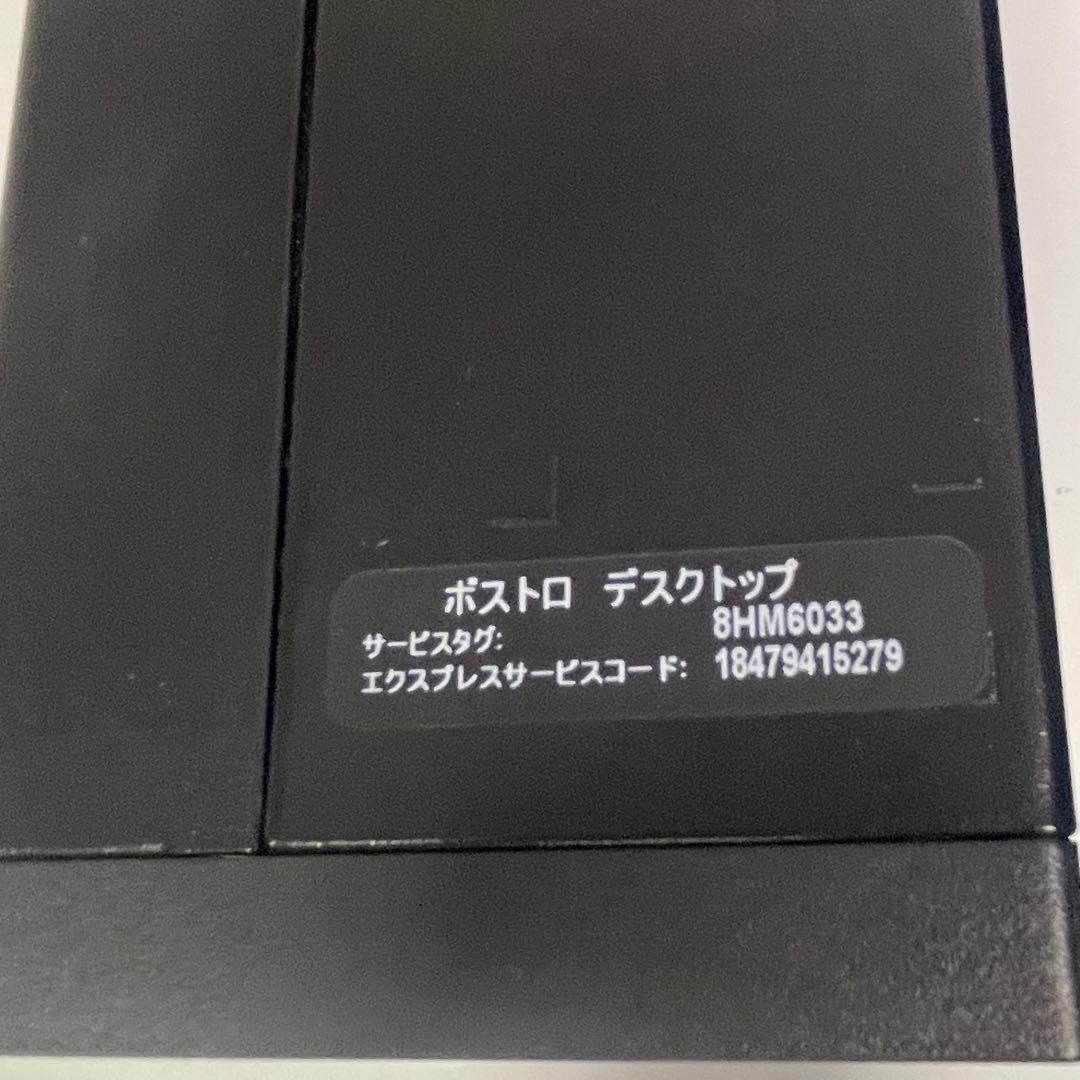 ボストロ デスクトップ
サービスタグ: 8HM6033
エクスプレスサービスコード: 18479415279